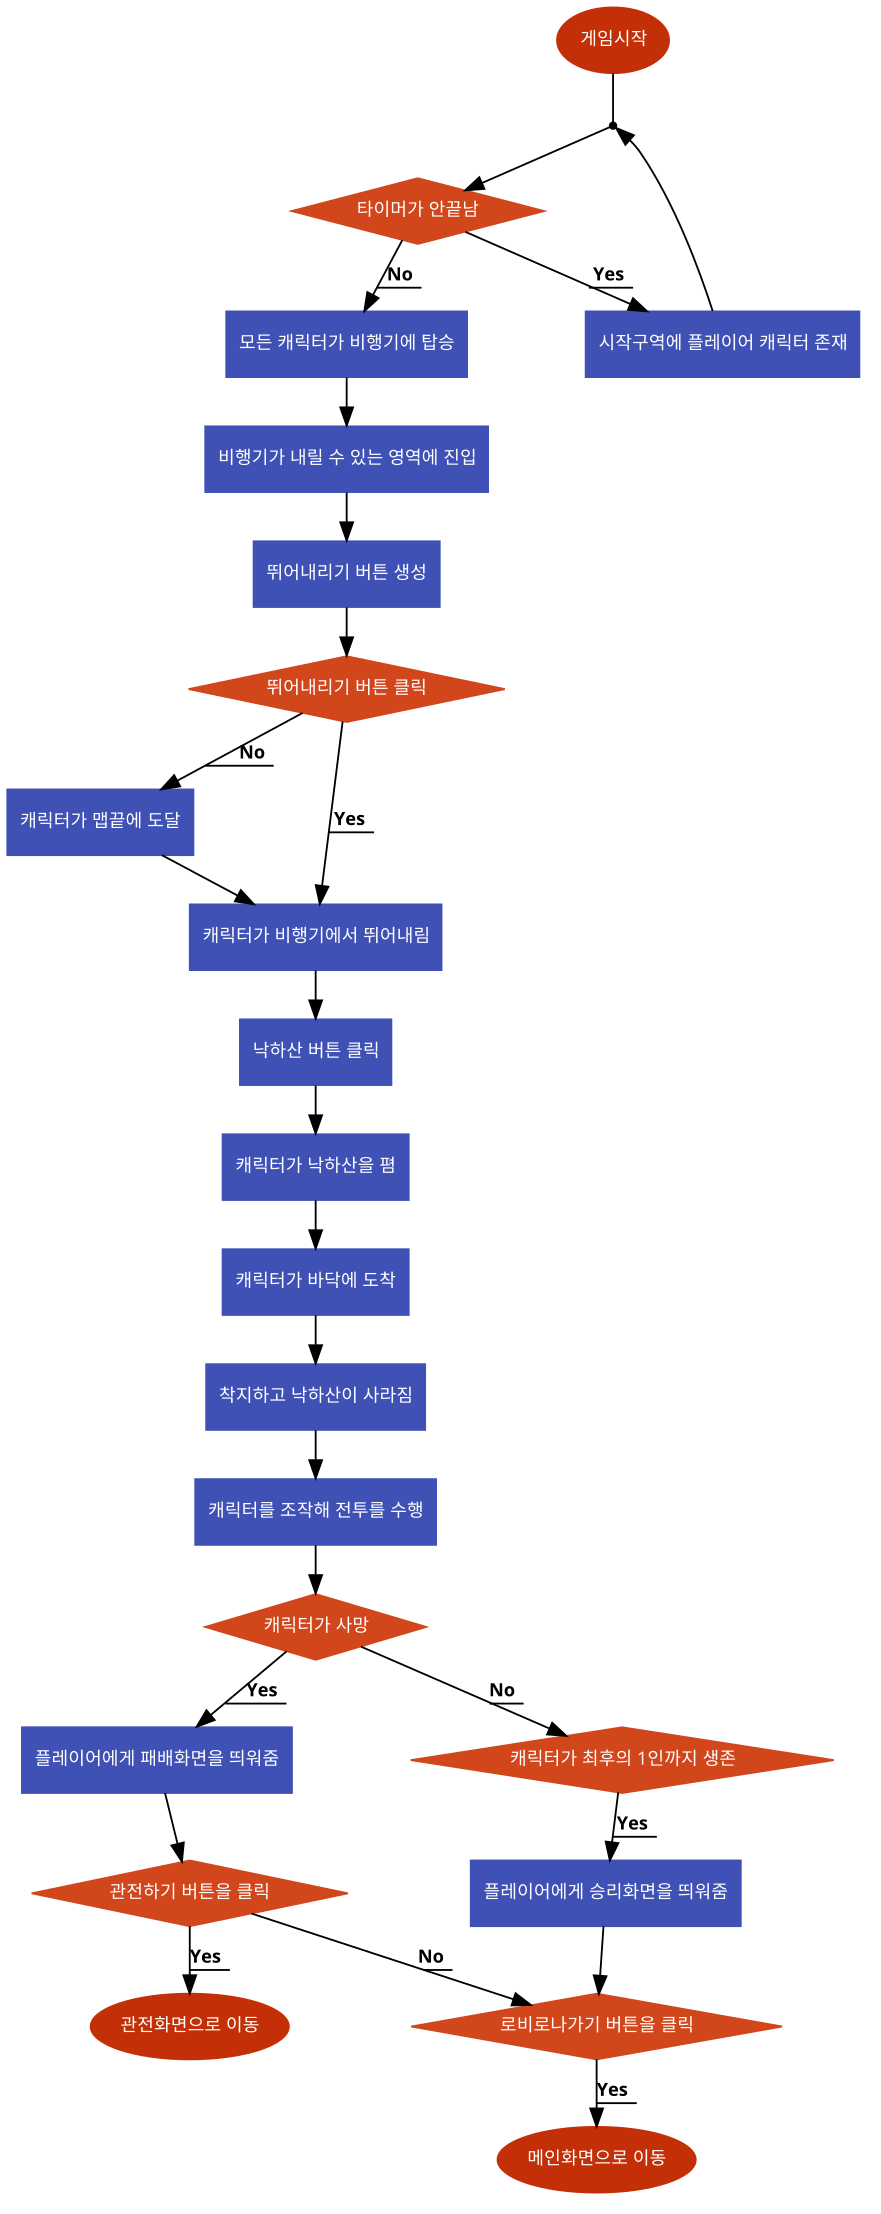 게임시작
타이머가 안끝남
No
Yes
모든 캐릭터가 비행기에 탑승
시작구역에 플레이어 캐릭터 존재
비행기가 내릴 수 있는 영역에 진입
뛰어내리기 버튼 생성
뛰어내리기 버튼 클릭
No
캐릭터가 맵끝에 도달
Yes
캐릭터가 비행기에서 뛰어내림
낙하산 버튼 클릭
캐릭터가 낙하산을 폄
캐릭터가 바닥에 도착
착지하고 낙하산이 사라짐
캐릭터를 조작해 전투를 수행
캐릭터가 사망
Yes
No
플레이어에게 패배화면을 띄워줌
캐릭터가 최후의 1인까지 생존
Yes
관전하기 버튼을 클릭
플레이어에게 승리화면을 띄워줌
Yes
No
관전화면으로 이동
로비로나가기 버튼을 클릭
Yes
메인화면으로 이동